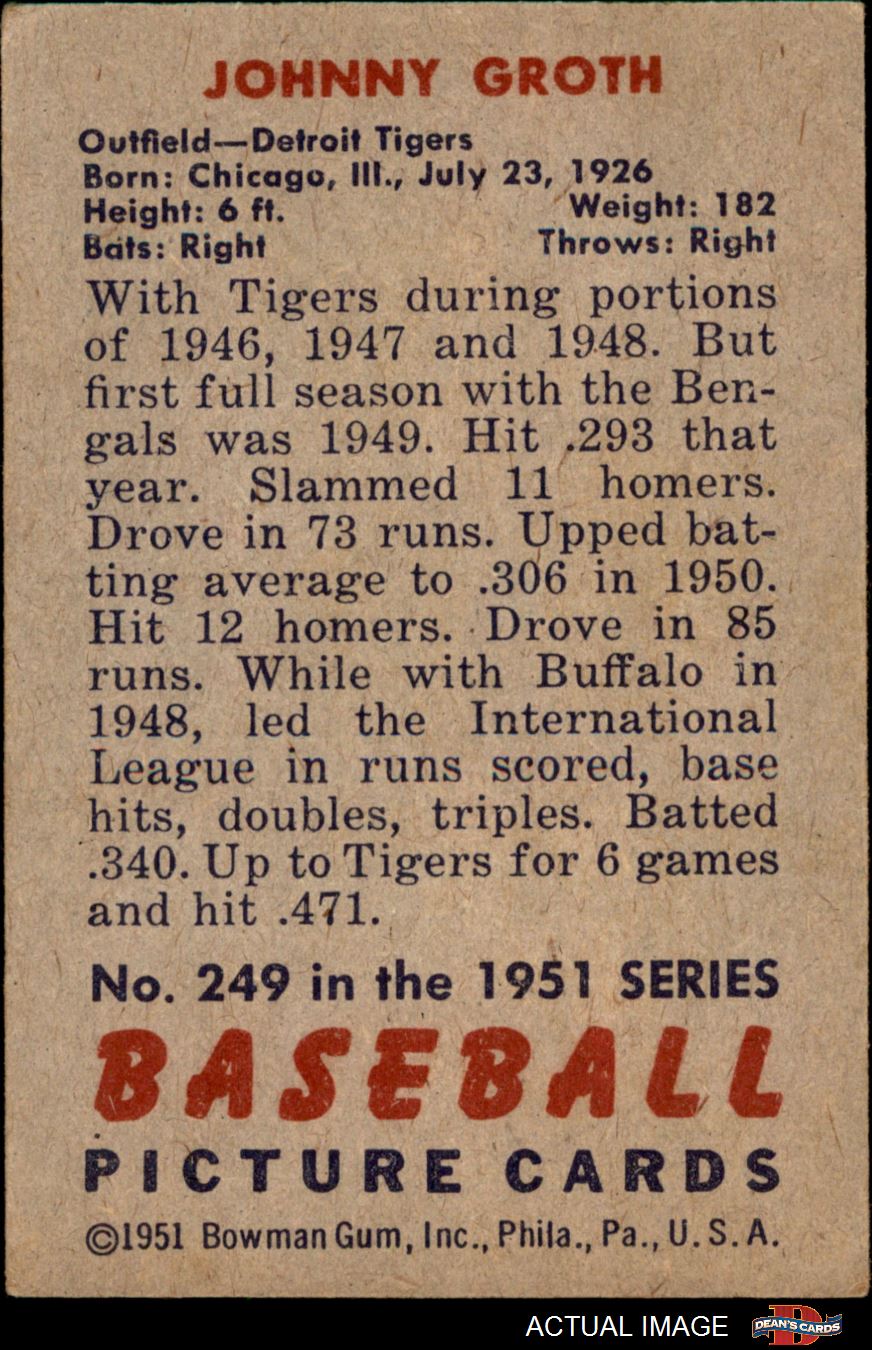 JOHNNY GROTH
Outfield—Detroit Tigers
Born: Chicago, Ill., July 23, 1926
Height: 6 ft. Weight: 182
Bats: Right Throws: Right
With Tigers during portions
of 1946, 1947 and 1948. But
first full season with the Ben-
gals was 1949. Hit .293 that
year. Slammed 11 homers.
Drove in 73 runs. Upped bat-
ting average to .306 in 1950.
Hit 12 homers. Drove in 85
runs. While with Buffalo in
1948, led the International
League in runs scored, base
hits, doubles, triples. Batted
.340. Up to Tigers for 6 games
and hit .471.
No. 249 in the 1951 SERIES
BASEBALL
PICTURE CARDS
©1951 Bowman Gum, Inc., Phila., Pa., U.S.A.
ACTUAL IMAGE DEAN'S CARDS